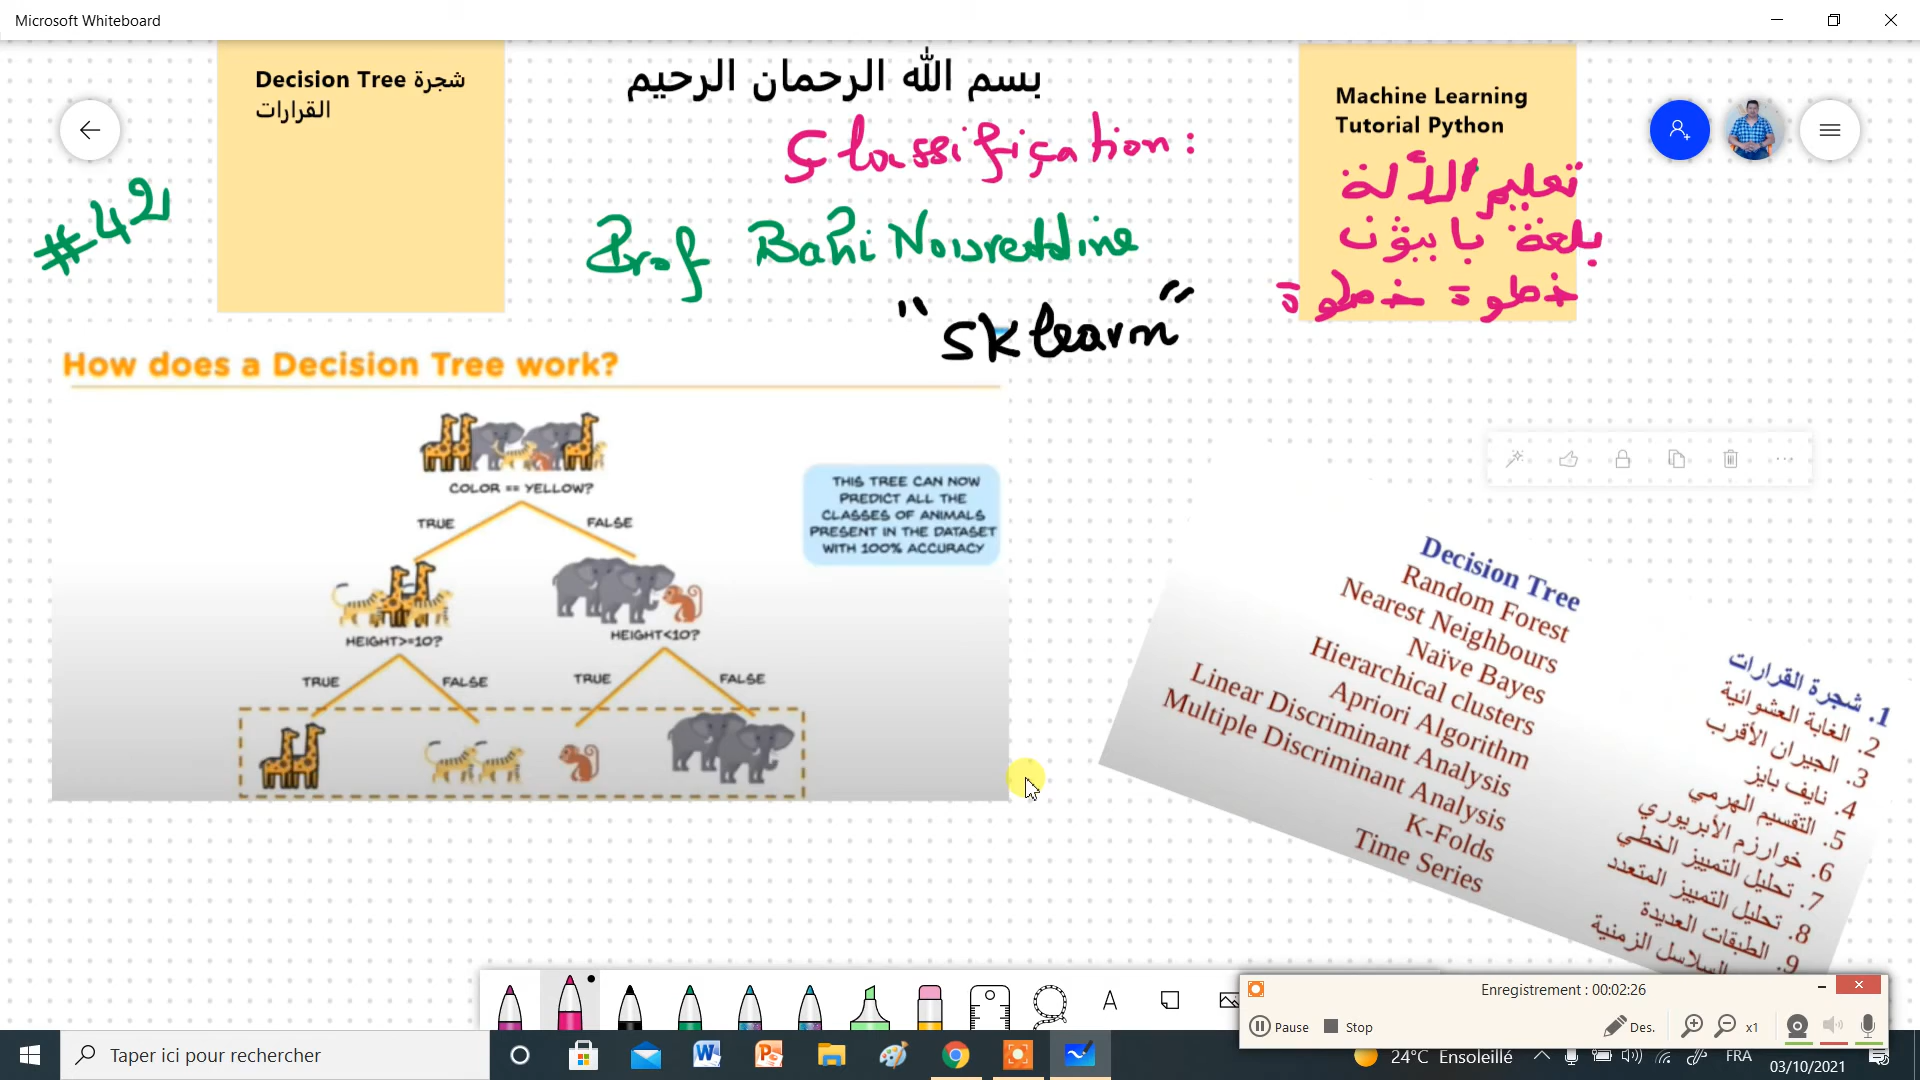 Microsoft Whiteboard
Decision Tree شجرة
القرارات
#42
بسم الله الرحمان الرحيم
Classification:
Prof Bahi Nousreddine
"sklearn"
Machine Learning
Tutorial Python
تعليم الألة
بلغة بايثون
خطوة خطوة
How does a Decision Tree work?
COLOR == YELLOW?
TRUE
FALSE
HEIGHT>=10?
HEIGHT<10?
TRUE
FALSE
TRUE
FALSE
THIS TREE CAN NOW
PREDICT ALL THE
CLASSES OF ANIMALS
PRESENT IN THE DATASET
WITH 100% ACCURACY
Decision Tree
Random Forest
Nearest Neighbours
Naïve Bayes
Hierarchical clusters
Apriori Algorithm
Linear Discriminant Analysis
Multiple Discriminant Analysis
K-Folds
Time Series
1. شجرة القرارات
2. الغابة العشوائية
3. الجيران الأقرب
4. نايف بايز
5. التقسيم الهرمي
6. خوارزم الأبريوري
7. تحليل التمييز الخطي
8. تحليل التمييز المتعدد
9. الطبقات العديدة
السلاسل الزمنية
Enregistrement : 00:02:26
Pause
Stop
Des.
x1
Taper ici pour rechercher
24°C Ensoleillé
FRA
03/10/2021